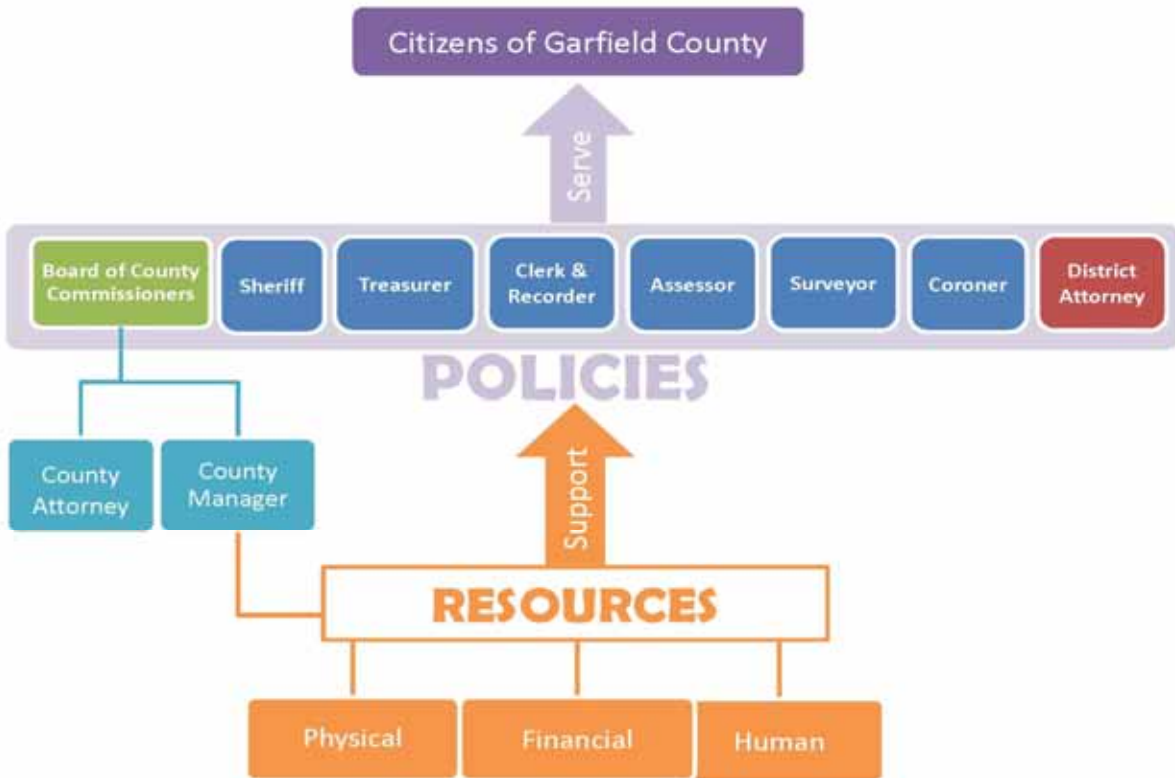 Citizens of Garfield County
Serve
Board of County
Commissioners
Sheriff
Treasurer
Clerk &
Recorder
Assessor
Surveyor
Coroner
District
Attorney
POLICIES
County
Attorney
County
Manager
Support
RESOURCES
Physical
Financial
Human